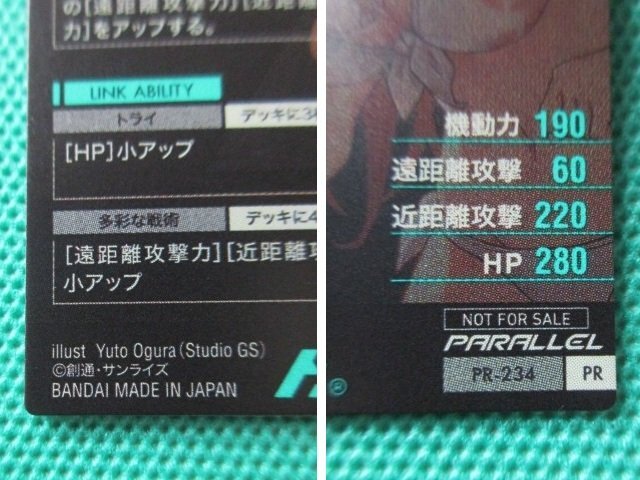 の[遠距離攻撃力][近距離
力]をアップする。
LINK ABILITY
トライ
デッキに3
[HP]小アップ
多彩な戦術
デッキに4
[遠距離攻撃力][近距離攻
小アップ
illust Yuto Ogura(Studio GS)
©創通・サンライズ
BANDAI MADE IN JAPAN
機動力 190
遠距離攻撃 60
近距離攻撃 220
HP 280
NOT FOR SALE
PARALLEL
PR-234 PR
®